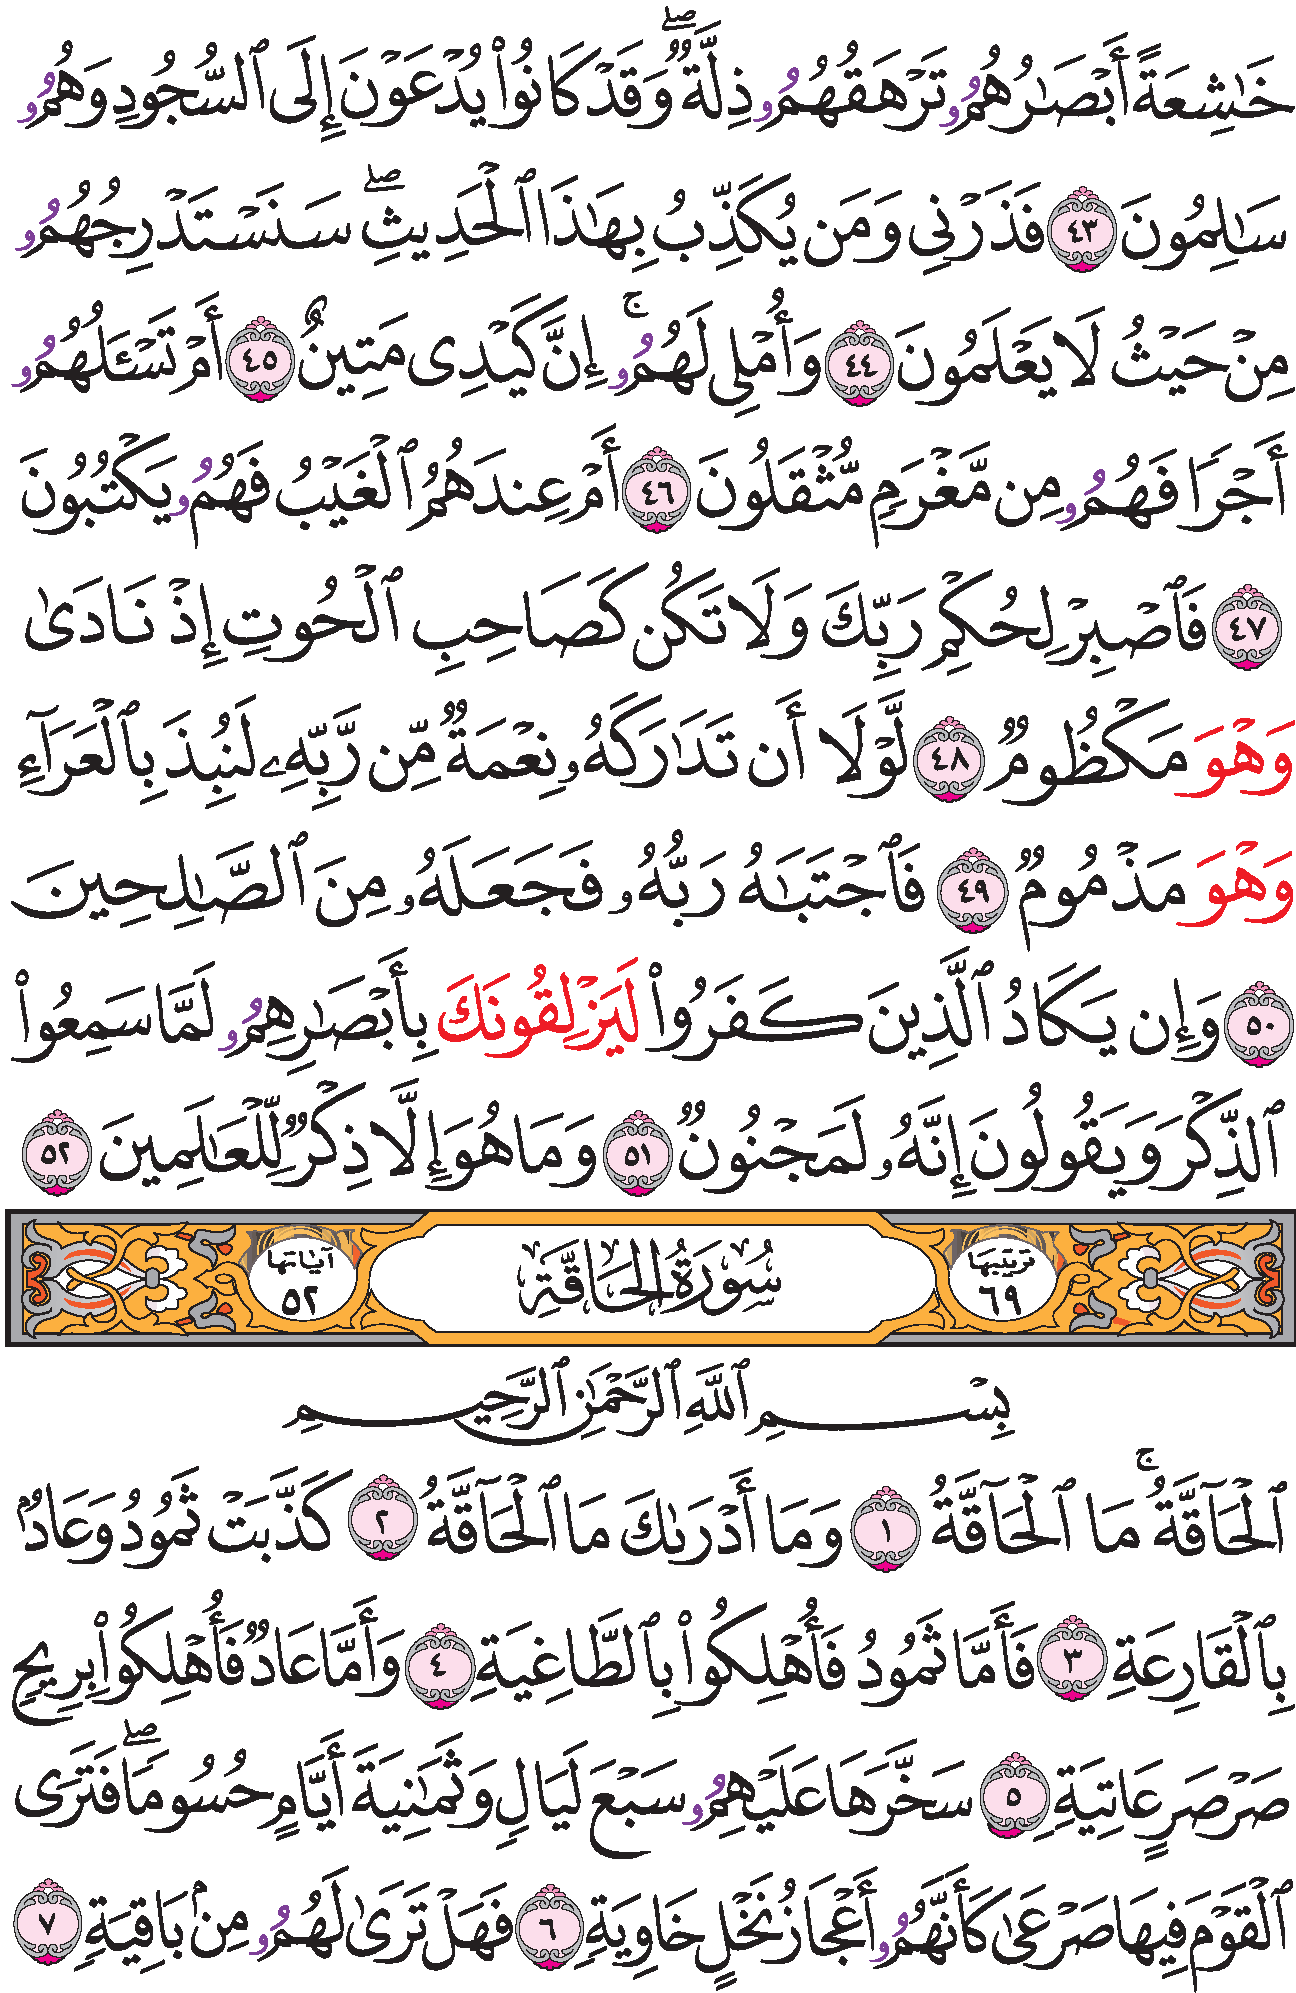 خَٰشِعَةً أَبْصَٰرُهُمُۥ تَرْهَقُهُمُۥ ذِلَّةٌۖ وَقَدْ كَانُوا۟ يُدْعَوْنَ إِلَى ٱلسُّجُودِ وَهُمُۥ
سَٰلِمُونَ ٤٣ فَذَرْنِى وَمَن يُكَذِّبُ بِهَٰذَا ٱلْحَدِيثِۖ سَنَسْتَدْرِجُهُمُۥ
مِنْ حَيْثُ لَا يَعْلَمُونَ ٤٤ وَأُمْلِى لَهُمُۥۚ إِنَّ كَيْدِى مَتِينٌ ٤٥ أَمْ تَسْـَٔلُهُمُۥ
أَجْرًا فَهُمُۥ مِن مَّغْرَمٍ مُّثْقَلُونَ ٤٦ أَمْ عِندَهُمُ ٱلْغَيْبُ فَهُمُۥ يَكْتُبُونَ
٤٧ فَٱصْبِرْ لِحُكْمِ رَبِّكَ وَلَا تَكُن كَصَاحِبِ ٱلْحُوتِ إِذْ نَادَىٰ
وَهْوَ مَكْظُومٌ ٤٨ لَّوْلَا أَن تَدَٰرَكَهُۥ نِعْمَةٌ مِّن رَّبِّهِۦ لَنُبِذَ بِٱلْعَرَآءِ
وَهْوَ مَذْمُومٌ ٤٩ فَٱجْتَبَٰهُ رَبُّهُۥ فَجَعَلَهُۥ مِنَ ٱلصَّٰلِحِينَ
٥٠ وَإِن يَكَادُ ٱلَّذِينَ كَفَرُوا۟ لَيَزْلِقُونَكَ بِأَبْصَٰرِهِمُۥ لَمَّا سَمِعُوا۟
ٱلذِّكْرَ وَيَقُولُونَ إِنَّهُۥ لَمَجْنُونٌ ٥١ وَمَا هُوَ إِلَّا ذِكْرٌ لِّلْعَٰلَمِينَ ٥٢
ترتيبها ٦٩ سُورَةُ الحَاقَّةِ آياتها ٥٢
بِسْمِ ٱللَّهِ ٱلرَّحْمَٰنِ ٱلرَّحِيمِ
ٱلْحَآقَّةُۚ مَا ٱلْحَآقَّةُ ١ وَمَا أَدْرَىٰكَ مَا ٱلْحَآقَّةُ ٢ كَذَّبَتْ ثَمُودُ وَعَادٌۢ
بِٱلْقَارِعَةِ ٣ فَأَمَّا ثَمُودُ فَأُهْلِكُوا۟ بِٱلطَّاغِيَةِ ٤ وَأَمَّا عَادٌ فَأُهْلِكُوا۟ بِرِيحٍ
صَرْصَرٍ عَاتِيَةٍ ٥ سَخَّرَهَا عَلَيْهِمُۥ سَبْعَ لَيَالٍ وَثَمَٰنِيَةَ أَيَّامٍ حُسُومًاۖ فَتَرَى
ٱلْقَوْمَ فِيهَا صَرْعَىٰ كَأَنَّهُمُۥ أَعْجَازُ نَخْلٍ خَاوِيَةٍ ٦ فَهَلْ تَرَىٰ لَهُمُۥ مِنۢ بَاقِيَةٍ ٧